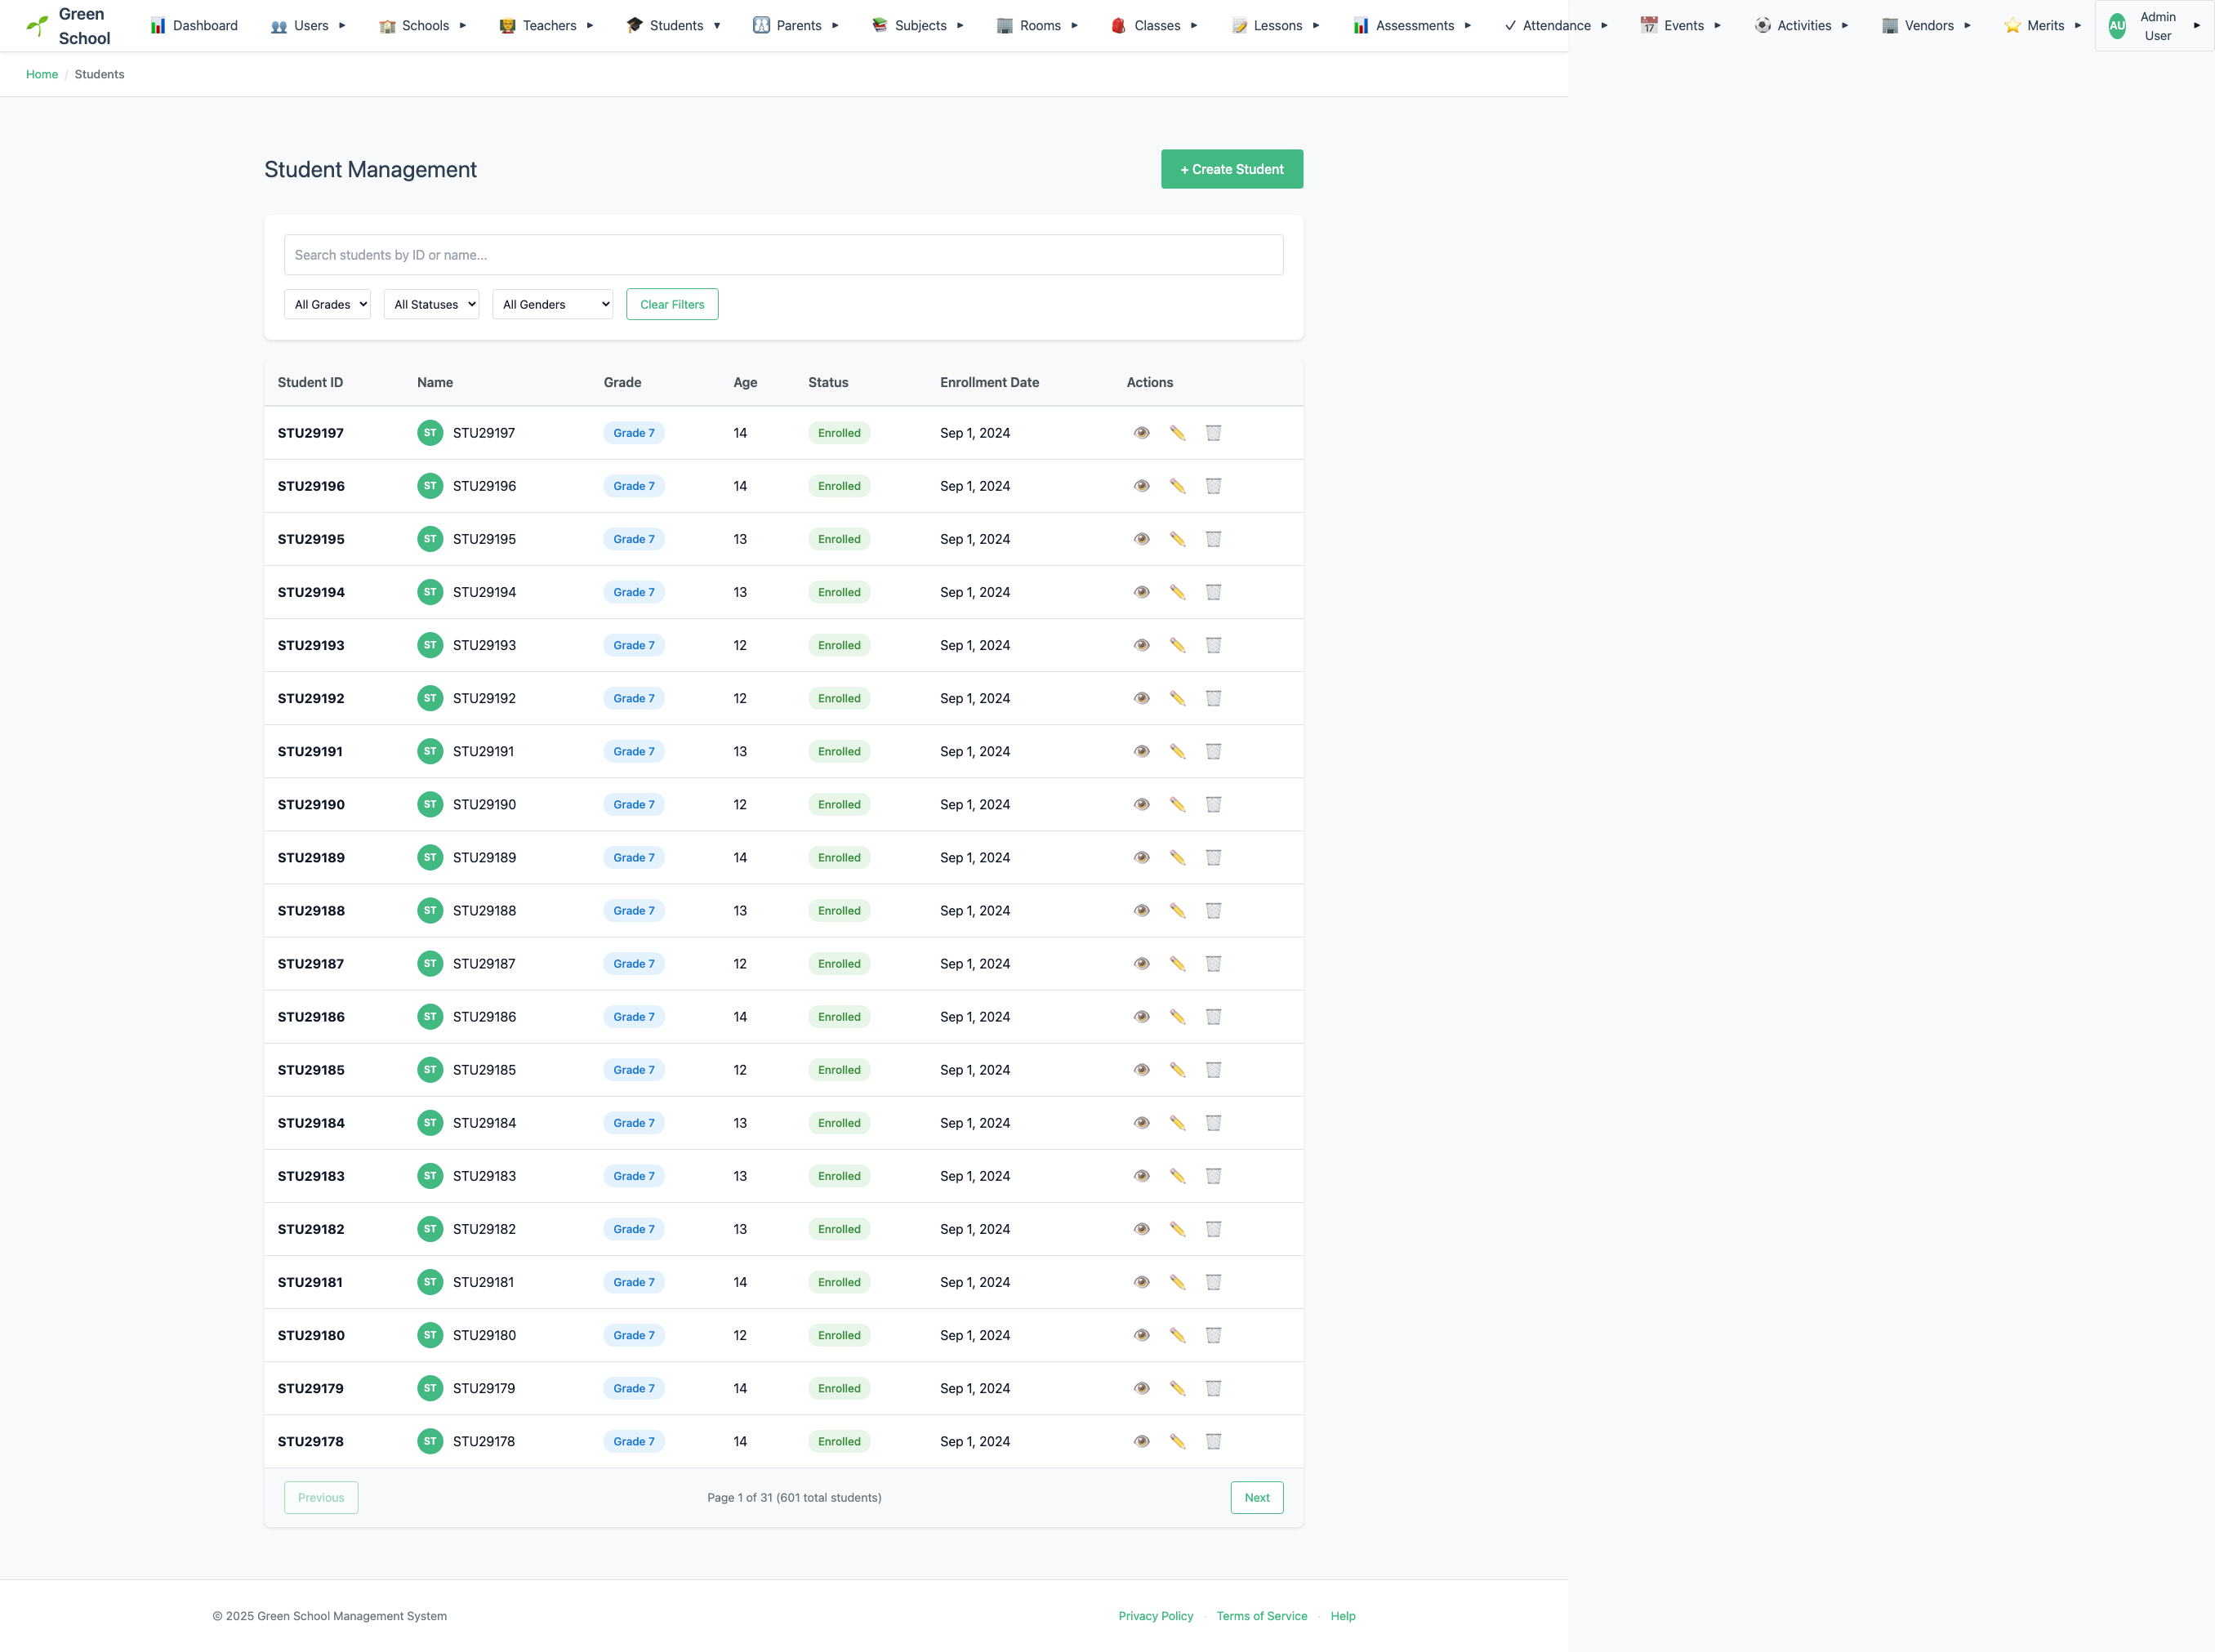 Green School
Dashboard
Users ▸
Schools ▸
Teachers ▸
Students ▾
Parents ▸
Subjects ▸
Rooms ▸
Classes ▸
Lessons ▸
Assessments ▸
✓ Attendance ▸
Events ▸
Activities ▸
Vendors ▸
Merits ▸
AU Admin User ▸
Home / Students
Student Management
+ Create Student
Search students by ID or name...
All Grades All Statuses All Genders Clear Filters
Student ID Name Grade Age Status Enrollment Date Actions
STU29197 ST STU29197 Grade 7 14 Enrolled Sep 1, 2024
STU29196 ST STU29196 Grade 7 14 Enrolled Sep 1, 2024
STU29195 ST STU29195 Grade 7 13 Enrolled Sep 1, 2024
STU29194 ST STU29194 Grade 7 13 Enrolled Sep 1, 2024
STU29193 ST STU29193 Grade 7 12 Enrolled Sep 1, 2024
STU29192 ST STU29192 Grade 7 12 Enrolled Sep 1, 2024
STU29191 ST STU29191 Grade 7 13 Enrolled Sep 1, 2024
STU29190 ST STU29190 Grade 7 12 Enrolled Sep 1, 2024
STU29189 ST STU29189 Grade 7 14 Enrolled Sep 1, 2024
STU29188 ST STU29188 Grade 7 13 Enrolled Sep 1, 2024
STU29187 ST STU29187 Grade 7 12 Enrolled Sep 1, 2024
STU29186 ST STU29186 Grade 7 14 Enrolled Sep 1, 2024
STU29185 ST STU29185 Grade 7 12 Enrolled Sep 1, 2024
STU29184 ST STU29184 Grade 7 13 Enrolled Sep 1, 2024
STU29183 ST STU29183 Grade 7 13 Enrolled Sep 1, 2024
STU29182 ST STU29182 Grade 7 13 Enrolled Sep 1, 2024
STU29181 ST STU29181 Grade 7 14 Enrolled Sep 1, 2024
STU29180 ST STU29180 Grade 7 12 Enrolled Sep 1, 2024
STU29179 ST STU29179 Grade 7 14 Enrolled Sep 1, 2024
STU29178 ST STU29178 Grade 7 14 Enrolled Sep 1, 2024
Previous Page 1 of 31 (601 total students) Next
© 2025 Green School Management System Privacy Policy · Terms of Service · Help